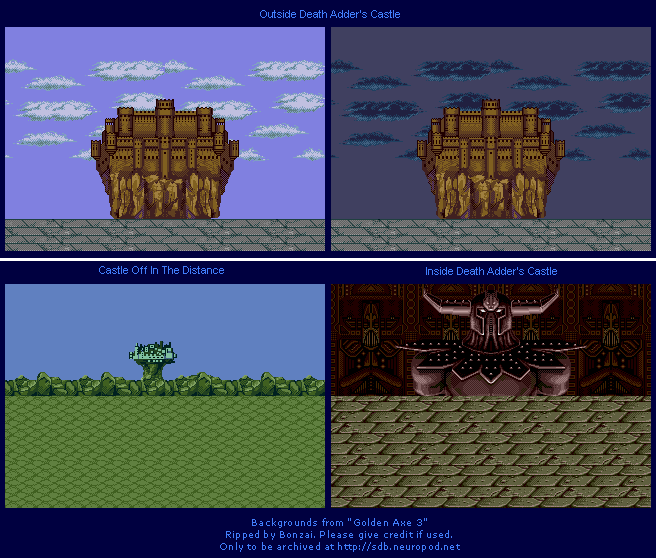 Outside Death Adder's Castle
Castle Off In The Distance
Inside Death Adder's Castle
Backgrounds from "Golden Axe 3"
Ripped by Bonzai. Please give credit if used.
Only to be archived at http://sdb.neuropod.net